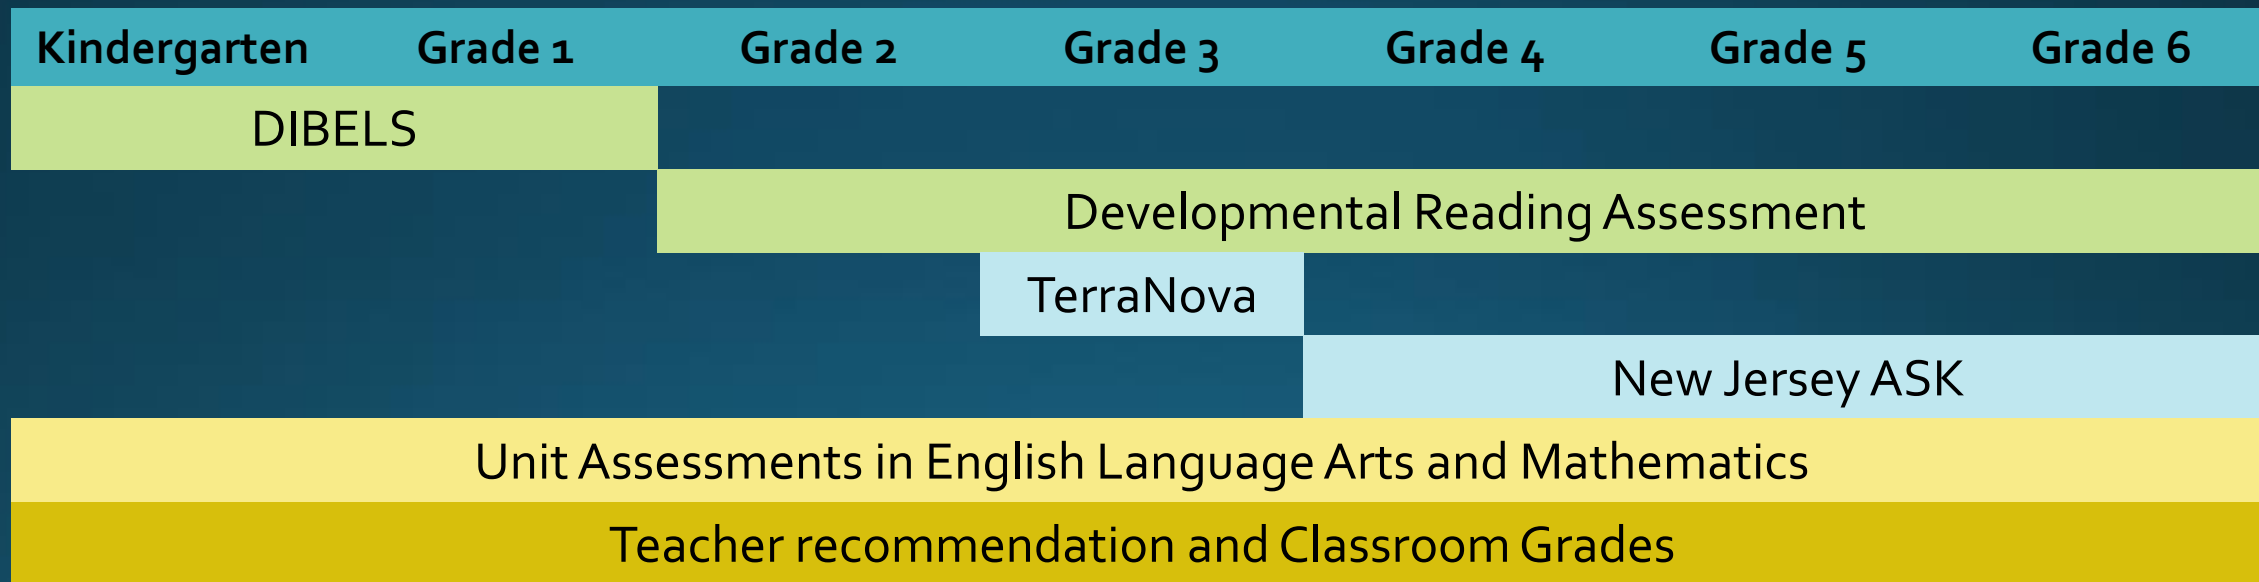 Kindergarten Grade 1 Grade 2 Grade 3 Grade 4 Grade 5 Grade 6
DIBELS
Developmental Reading Assessment
TerraNova
New Jersey ASK
Unit Assessments in English Language Arts and Mathematics
Teacher recommendation and Classroom Grades